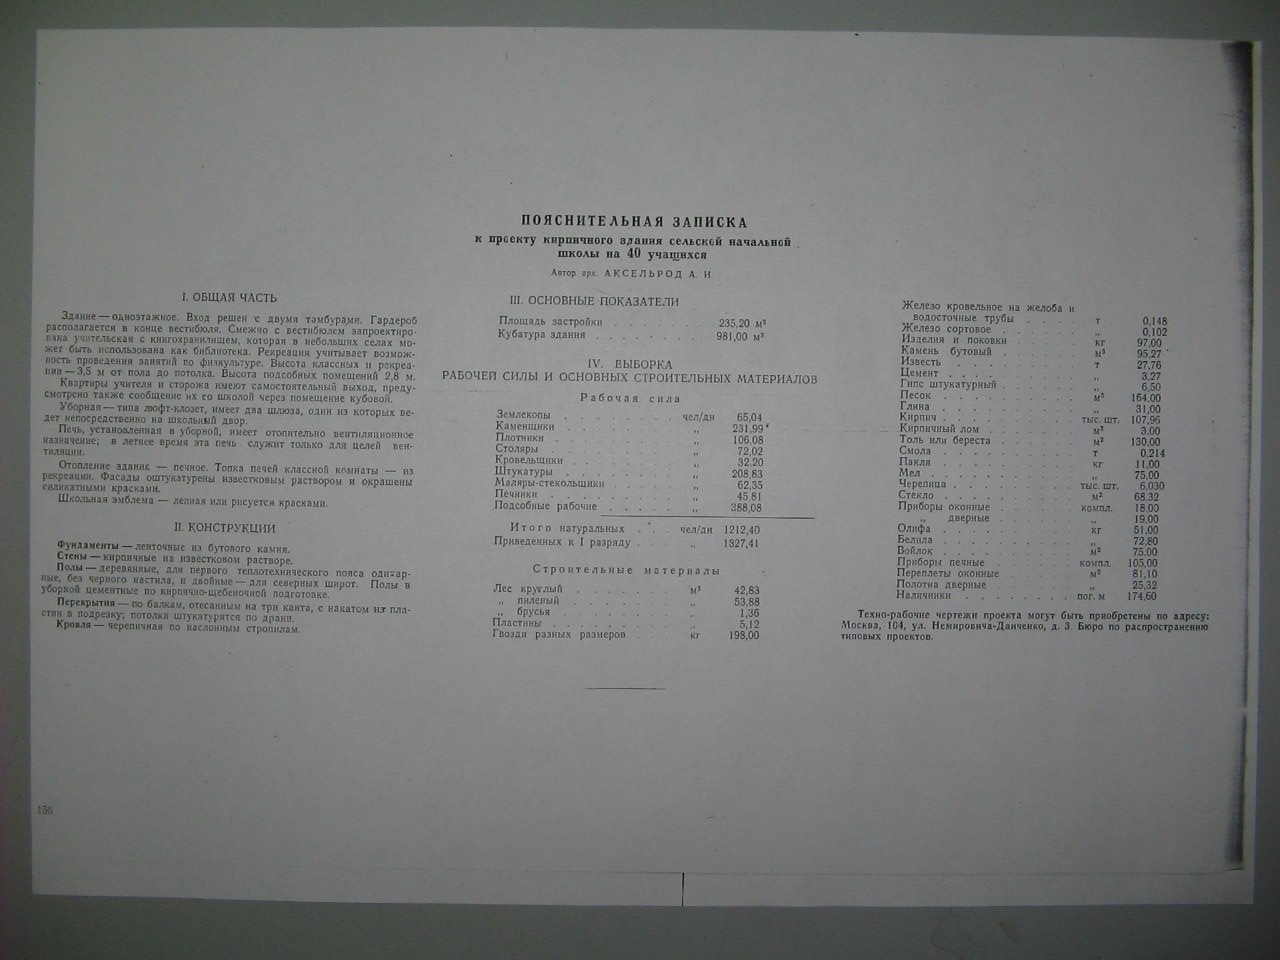 ПОЯСНИТЕЛЬНАЯ ЗАПИСКА
к проекту кирпичного здания сельской начальной
школы на 40 учащихся
Автор арх. АКСЕЛЬРОД А. И.
I. ОБЩАЯ ЧАСТЬ
Здание — одноэтажное. Вход решен с двумя тамбурами. Гардероб
располагается в конце вестибюля. Смежно с вестибюлем запроектиро-
вана учительская с книгохранилищем, которая в небольших селах мо-
жет быть использована как библиотека. Рекреация учитывает возмож-
ность проведения занятий по физкультуре. Высота классных и рекреа-
ции — 3,5 м от пола до потолка. Высота подсобных помещений 2,8 м.
Квартиры учителя и сторожа имеют самостоятельный выход, преду-
смотрено также сообщение их со школой через помещение кубовой.
Уборная — типа люфт-клозет, имеет два шлюза, один из которых ве-
дет непосредственно на школьный двор.
Печь, установленная в уборной, имеет отопительно вентиляционное
назначение; в летнее время эта печь служит только для целей вен-
тиляции.
Отопление здания — печное. Топка печей классной комнаты — из
рекреации. Фасады оштукатурены известковым раствором и окрашены
силикатными красками.
Школьная эмблема — лепная или рисуется красками.
II. КОНСТРУКЦИИ
Фундаменты — ленточные из бутового камня.
Стены — кирпичные на известковом растворе.
Полы — деревянные, для первого теплотехнического пояса одинар-
ные, без черного настила, и двойные — для северных широт. Полы в
уборной цементные по кирпично-щебеночной подготовке.
Перекрытия — по балкам, отесанным на три канта, с накатом из пла-
стин в подрезку; потолки штукатурятся по драни.
Кровля — черепичная по наслонным стропилам.
156
III. ОСНОВНЫЕ ПОКАЗАТЕЛИ
Площадь застройки . . . . . . . 235,20 м²
Кубатура здания . . . . . . . . 981,00 м³
IV. ВЫБОРКА
РАБОЧЕЙ СИЛЫ И ОСНОВНЫХ СТРОИТЕЛЬНЫХ МАТЕРИАЛОВ
Рабочая сила
Землекопы . . . . . . . . чел/дн 65,04
Каменщики . . . . . . . . „ 231,99
Плотники . . . . . . . . „ 106,08
Столяры . . . . . . . . „ 72,02
Кровельщики . . . . . . . „ 32,20
Штукатуры . . . . . . . . „ 208,83
Маляры-стекольщики . . . . . „ 62,35
Печники . . . . . . . . „ 45,81
Подсобные рабочие . . . . . „ 388,08
Итого натуральных . . . чел/дн 1212,40
Приведенных к I разряду . . . „ 1327,41
Строительные материалы
Лес круглый . . . . . . . м³ 42,83
„ пиленый . . . . . . . „ 53,88
„ брусья . . . . . . . „ 1,36
Пластины . . . . . . . . „ 5,12
Гвозди разных размеров . . . . кг 198,00
Железо кровельное на желоба и
водосточные трубы . . . . т 0,148
Железо сортовое . . . . . . „ 0,102
Изделия и поковки . . . . . кг 97,00
Камень бутовый . . . . . . м³ 95,27
Известь . . . . . . . . т 27,76
Цемент . . . . . . . . „ 3,27
Гипс штукатурный . . . . . „ 6,50
Песок . . . . . . . . м³ 164,00
Глина . . . . . . . . „ 31,00
Кирпич . . . . . . . . тыс. шт. 107,96
Кирпичный лом . . . . . . м³ 3,00
Толь или береста . . . . . м² 130,00
Смола . . . . . . . . т 0,214
Пакля . . . . . . . . кг 11,00
Мел . . . . . . . . „ 75,00
Черепица . . . . . . . тыс. шт. 6,030
Стекло . . . . . . . . м² 68,32
Приборы оконные . . . . . компл. 18,00
„ дверные . . . . . „ 19,00
Олифа . . . . . . . . кг 51,00
Белила . . . . . . . . „ 72,80
Войлок . . . . . . . . м² 75,00
Приборы печные . . . . . компл. 105,00
Переплеты оконные . . . . . м² 81,10
Полотна дверные . . . . . „ 25,32
Наличники . . . . . . . пог. м 174,60
Техно-рабочие чертежи проекта могут быть приобретены по адресу:
Москва, 104, ул. Немировича-Данченко, д. 3. Бюро по распространению
типовых проектов.